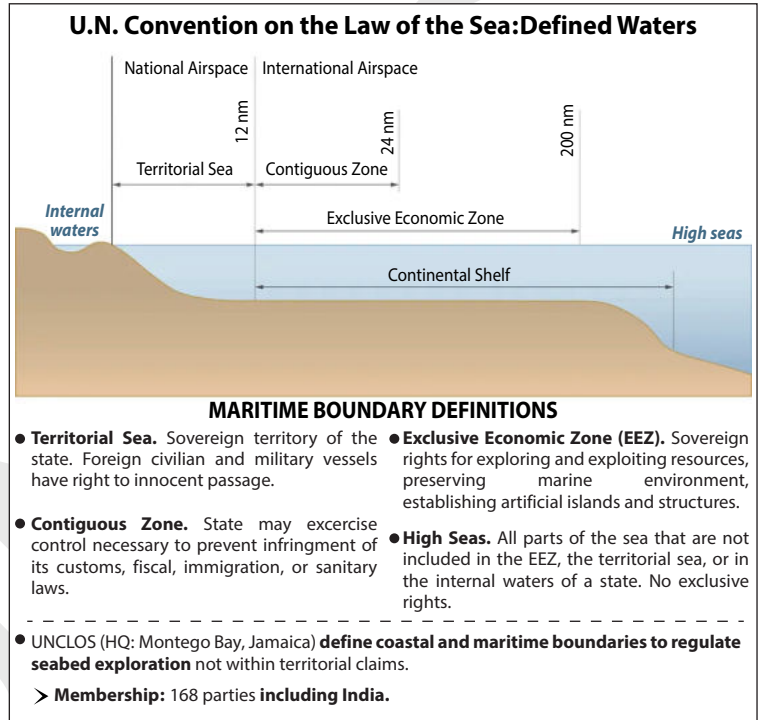 U.N. Convention on the Law of the Sea:Defined Waters
National Airspace
International Airspace
12 nm
24 nm
200 nm
Territorial Sea
Contiguous Zone
Internal
waters
Exclusive Economic Zone
High seas
Continental Shelf
MARITIME BOUNDARY DEFINITIONS
● Territorial Sea. Sovereign territory of the
state. Foreign civilian and military vessels
have right to innocent passage.
● Contiguous Zone. State may excercise
control necessary to prevent infringment of
its customs, fiscal, immigration, or sanitary
laws.
● Exclusive Economic Zone (EEZ). Sovereign
rights for exploring and exploiting resources,
preserving marine environment,
establishing artificial islands and structures.
● High Seas. All parts of the sea that are not
included in the EEZ, the territorial sea, or in
the internal waters of a state. No exclusive
rights.
● UNCLOS (HQ: Montego Bay, Jamaica) define coastal and maritime boundaries to regulate
seabed exploration not within territorial claims.
➢ Membership: 168 parties including India.